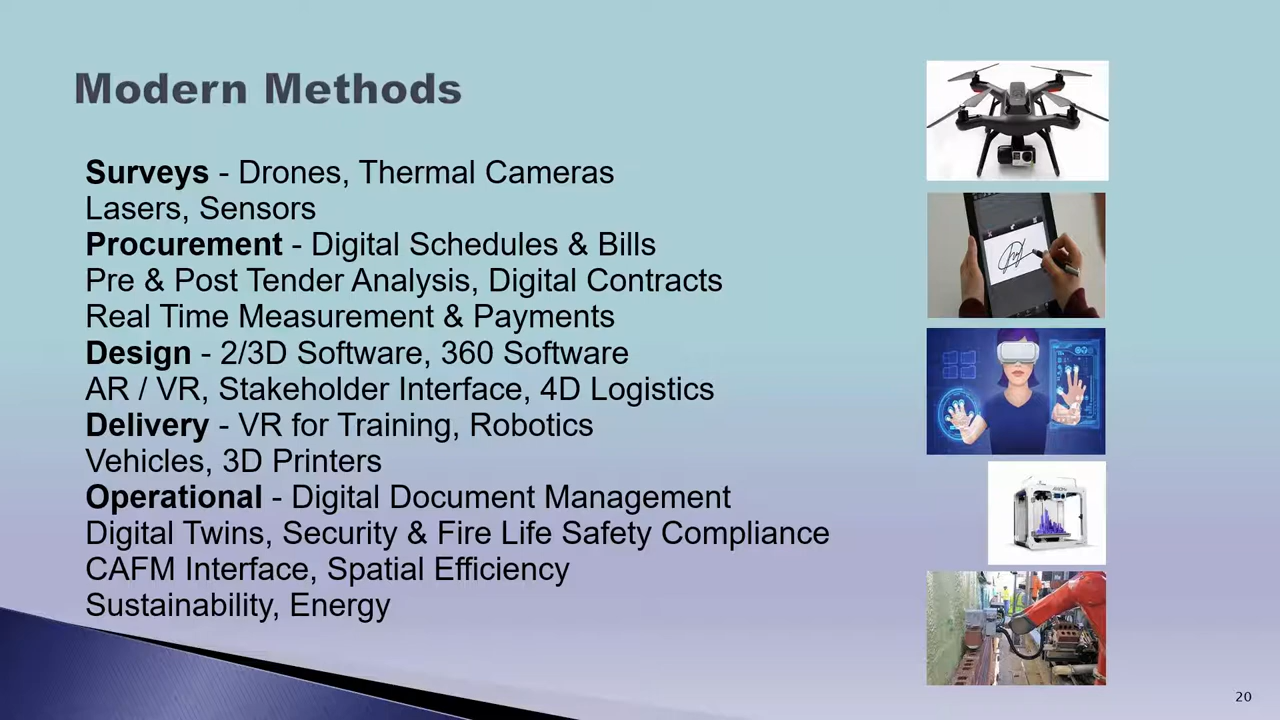 Modern Methods
Surveys - Drones, Thermal Cameras
Lasers, Sensors
Procurement - Digital Schedules & Bills
Pre & Post Tender Analysis, Digital Contracts
Real Time Measurement & Payments
Design - 2/3D Software, 360 Software
AR / VR, Stakeholder Interface, 4D Logistics
Delivery - VR for Training, Robotics
Vehicles, 3D Printers
Operational - Digital Document Management
Digital Twins, Security & Fire Life Safety Compliance
CAFM Interface, Spatial Efficiency
Sustainability, Energy
20